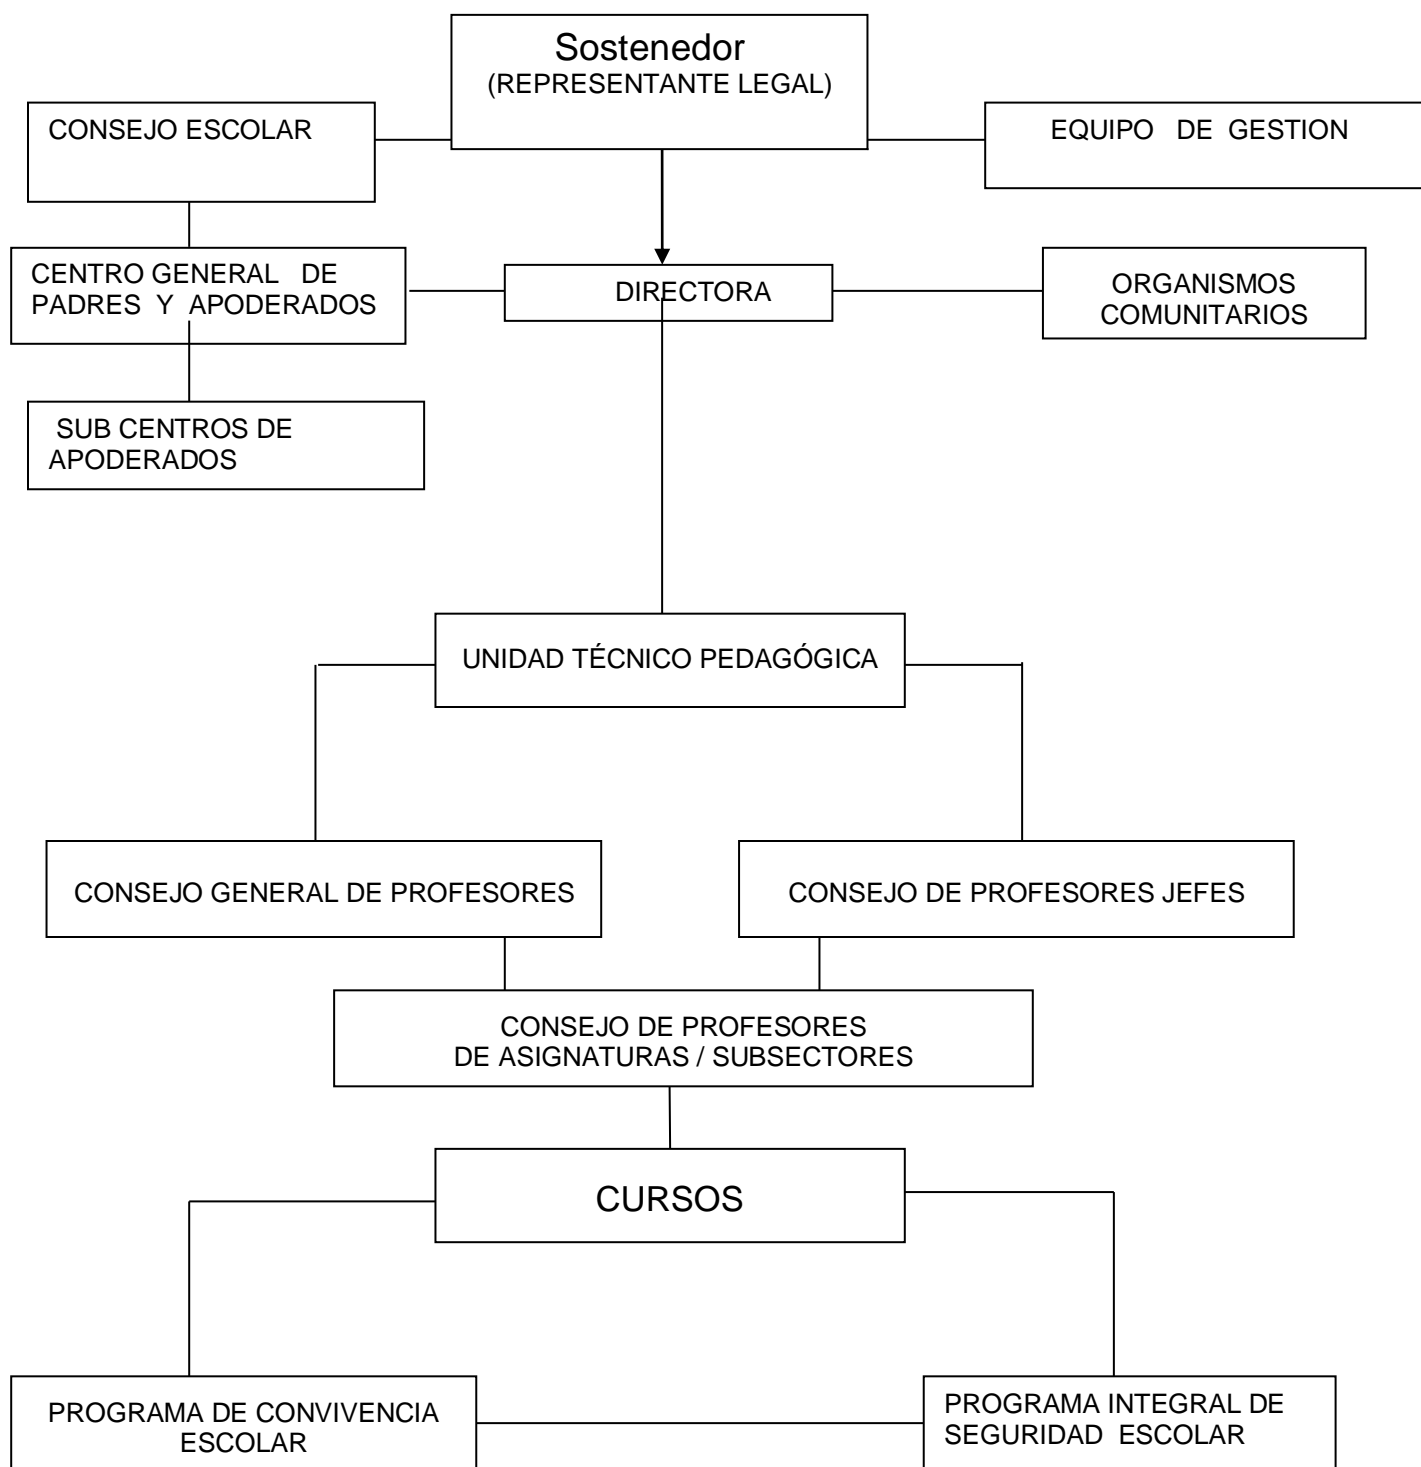 Sostenedor
(REPRESENTANTE LEGAL)
CONSEJO ESCOLAR
EQUIPO DE GESTION
CENTRO GENERAL DE
PADRES Y APODERADOS
DIRECTORA
ORGANISMOS
COMUNITARIOS
SUB CENTROS DE
APODERADOS
UNIDAD TÉCNICO PEDAGÓGICA
CONSEJO GENERAL DE PROFESORES
CONSEJO DE PROFESORES JEFES
CONSEJO DE PROFESORES
DE ASIGNATURAS / SUBSECTORES
CURSOS
PROGRAMA DE CONVIVENCIA
ESCOLAR
PROGRAMA INTEGRAL DE
SEGURIDAD ESCOLAR